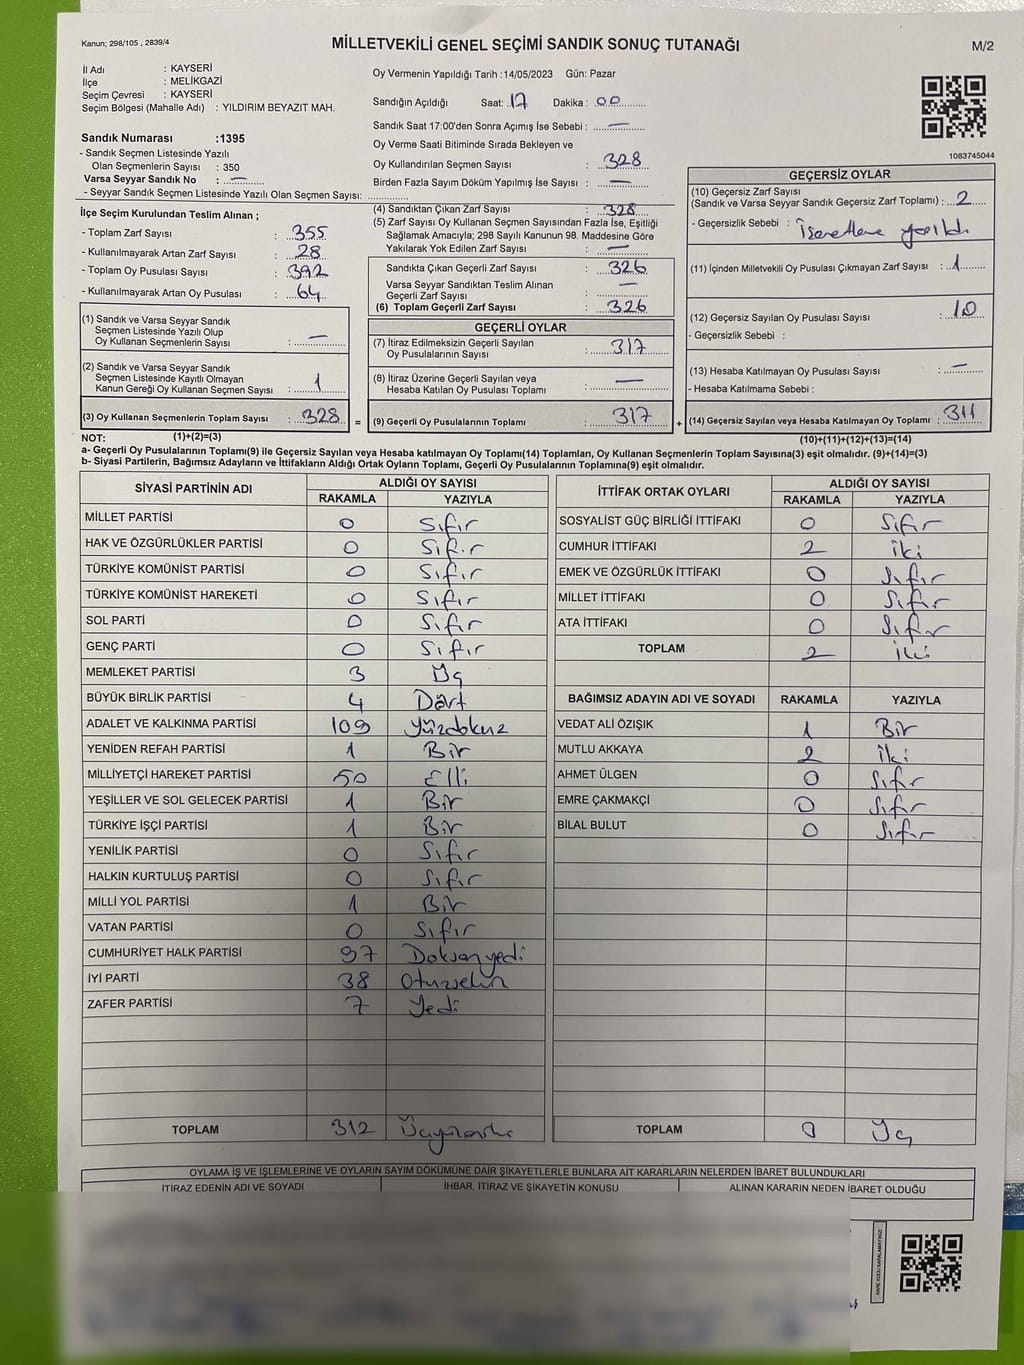 Kanun; 298/105 , 2839/4
MİLLETVEKİLİ GENEL SEÇİMİ SANDIK SONUÇ TUTANAĞI
M/2
İl Adı : KAYSERİ
İlçe : MELİKGAZİ
Seçim Çevresi : KAYSERİ
Seçim Bölgesi (Mahalle Adı) : YILDIRIM BEYAZIT MAH.
Sandık Numarası :1395
- Sandık Seçmen Listesinde Yazılı
Olan Seçmenlerin Sayısı : 350
Varsa Seyyar Sandık No : —
- Seyyar Sandık Seçmen Listesinde Yazılı Olan Seçmen Sayısı:
Oy Vermenin Yapıldığı Tarih :14/05/2023 Gün: Pazar
Sandığın Açıldığı Saat: 17 Dakika : 00
Sandık Saat 17:00'den Sonra Açımış İse Sebebi : —
Oy Verme Saati Bitiminde Sırada Bekleyen ve
Oy Kullandırılan Seçmen Sayısı : 328
Birden Fazla Sayım Döküm Yapılmış İse Sayısı : —
1083745044
İlçe Seçim Kurulundan Teslim Alınan ;
- Toplam Zarf Sayısı : 355
- Kullanılmayarak Artan Zarf Sayısı : 28
- Toplam Oy Pusulası Sayısı : 392
- Kullanılmayarak Artan Oy Pusulası : 64
(1) Sandık ve Varsa Seyyar Sandık
Seçmen Listesinde Yazılı Olup
Oy Kullanan Seçmenlerin Sayısı : —
(2) Sandık ve Varsa Seyyar Sandık
Seçmen Listesinde Kayıtlı Olmayan
Kanun Gereği Oy Kullanan Seçmen Sayısı : 1
(3) Oy Kullanan Seçmenlerin Toplam Sayısı : 328 =
(1)+(2)=(3)
(4) Sandıktan Çıkan Zarf Sayısı : 328
(5) Zarf Sayısı Oy Kullanan Seçmen Sayısından Fazla İse, Eşitliği
Sağlamak Amacıyla; 298 Sayılı Kanunun 98. Maddesine Göre
Yakılarak Yok Edilen Zarf Sayısı : —
Sandıkta Çıkan Geçerli Zarf Sayısı : 326
Varsa Seyyar Sandıktan Teslim Alınan
Geçerli Zarf Sayısı : —
(6) Toplam Geçerli Zarf Sayısı : 326
GEÇERLİ OYLAR
(7) İtiraz Edilmeksizin Geçerli Sayılan
Oy Pusulalarının Sayısı : 317
(8) İtiraz Üzerine Geçerli Sayılan veya
Hesaba Katılan Oy Pusulası Toplamı : —
(9) Geçerli Oy Pusulalarının Toplamı : 317 +
GEÇERSİZ OYLAR
(10) Geçersiz Zarf Sayısı
(Sandık ve Varsa Seyyar Sandık Geçersiz Zarf Toplamı) : 2
- Geçersizlik Sebebi : İşaretleme yapıldı
(11) İçinden Milletvekili Oy Pusulası Çıkmayan Zarf Sayısı : 1
(12) Geçersiz Sayılan Oy Pusulası Sayısı : 10
- Geçersizlik Sebebi :
(13) Hesaba Katılmayan Oy Pusulası Sayısı : —
- Hesaba Katılmama Sebebi :
(14) Geçersiz Sayılan veya Hesaba Katılmayan Oy Toplamı : 311
(10)+(11)+(12)+(13)=(14)
NOT:
a- Geçerli Oy Pusulalarının Toplamı(9) ile Geçersiz Sayılan veya Hesaba katılmayan Oy Toplamı(14) Toplamları, Oy Kullanan Seçmenlerin Toplam Sayısına(3) eşit olmalıdır. (9)+(14)=(3)
b- Siyasi Partilerin, Bağımsız Adayların ve İttifakların Aldığı Ortak Oyların Toplamı, Geçerli Oy Pusulalarının Toplamına(9) eşit olmalıdır.
SİYASİ PARTİNİN ADI ALDIĞI OY SAYISI
RAKAMLA YAZIYLA
MİLLET PARTİSİ 0 Sıfır
HAK VE ÖZGÜRLÜKLER PARTİSİ 0 Sıfır
TÜRKİYE KOMÜNİST PARTİSİ 0 Sıfır
TÜRKİYE KOMÜNİST HAREKETİ 0 Sıfır
SOL PARTİ 0 Sıfır
GENÇ PARTİ 0 Sıfır
MEMLEKET PARTİSİ 3 Üç
BÜYÜK BİRLİK PARTİSİ 4 Dört
ADALET VE KALKINMA PARTİSİ 109 Yüzdokuz
YENİDEN REFAH PARTİSİ 1 Bir
MİLLİYETÇİ HAREKET PARTİSİ 50 Elli
YEŞİLLER VE SOL GELECEK PARTİSİ 1 Bir
TÜRKİYE İŞÇİ PARTİSİ 1 Bir
YENİLİK PARTİSİ 0 Sıfır
HALKIN KURTULUŞ PARTİSİ 0 Sıfır
MİLLİ YOL PARTİSİ 1 Bir
VATAN PARTİSİ 0 Sıfır
CUMHURİYET HALK PARTİSİ 97 Doksanyedi
İYİ PARTİ 38 Otuzsekiz
ZAFER PARTİSİ 7 Yedi
TOPLAM 312
İTTİFAK ORTAK OYLARI ALDIĞI OY SAYISI
RAKAMLA YAZIYLA
SOSYALİST GÜÇ BİRLİĞİ İTTİFAKI 0 Sıfır
CUMHUR İTTİFAKI 2 İki
EMEK VE ÖZGÜRLÜK İTTİFAKI 0 Sıfır
MİLLET İTTİFAKI 0 Sıfır
ATA İTTİFAKI 0 Sıfır
TOPLAM 2 İki
BAĞIMSIZ ADAYIN ADI VE SOYADI RAKAMLA YAZIYLA
VEDAT ALİ ÖZIŞIK 1 Bir
MUTLU AKKAYA 2 İki
AHMET ÜLGEN 0 Sıfır
EMRE ÇAKMAKÇİ 0 Sıfır
BİLAL BULUT 0 Sıfır
TOPLAM Üç
OYLAMA İŞ VE İŞLEMLERİNE VE OYLARIN SAYIM DÖKÜMÜNE DAİR ŞİKAYETLERLE BUNLARA AİT KARARLARIN NELERDEN İBARET BULUNDUKLARI
İTİRAZ EDENİN ADI VE SOYADI İHBAR, İTİRAZ VE ŞİKAYETİN KONUSU ALINAN KARARIN NEDEN İBARET OLDUĞU
KARE KODU KARALAMAYINIZ!